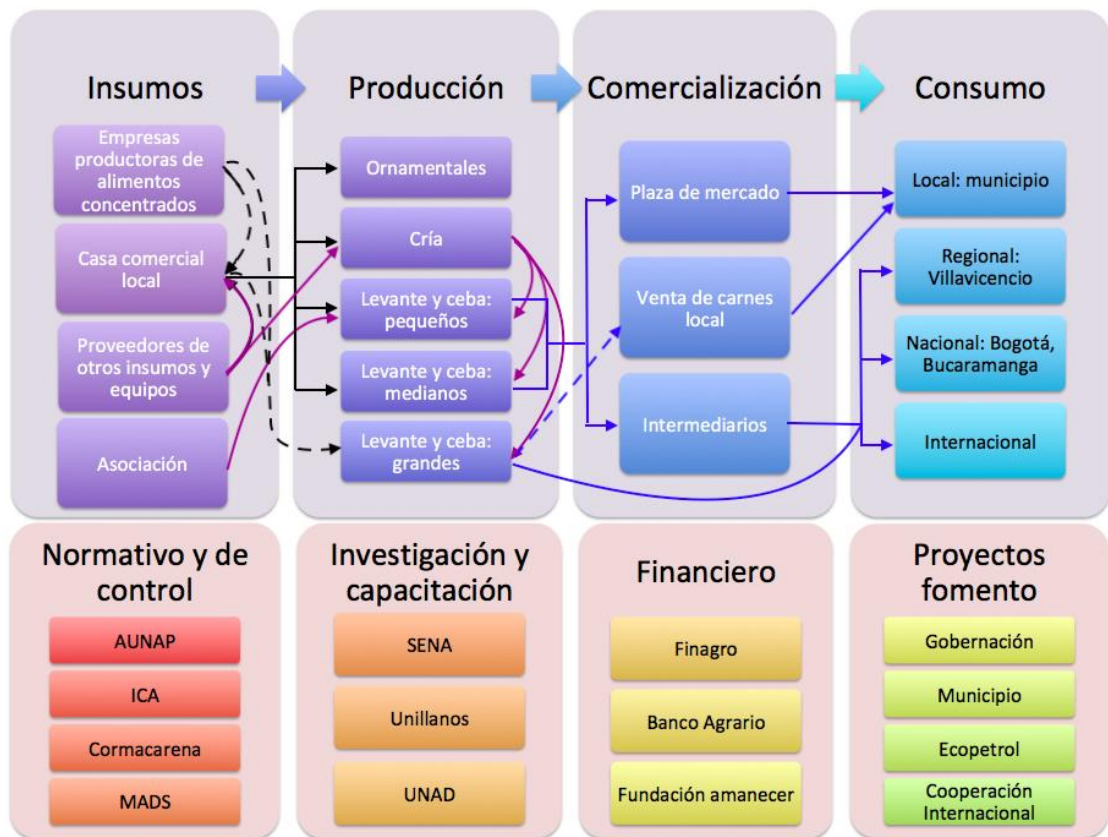 Insumos
Empresas
productoras de
alimentos
concentrados
Casa comercial
local
Proveedores de
otros insumos y
equipos
Asociación
Producción
Ornamentales
Cría
Levante y ceba:
pequeños
Levante y ceba:
medianos
Levante y ceba:
grandes
Comercialización
Plaza de mercado
Venta de carnes
local
Intermediarios
Consumo
Local: municipio
Regional:
Villavicencio
Nacional: Bogotá,
Bucaramanga
Internacional
Normativo y de
control
AUNAP
ICA
Cormacarena
MADS
Investigación y
capacitación
SENA
Unillanos
UNAD
Financiero
Finagro
Banco Agrario
Fundación amanecer
Proyectos
fomento
Gobernación
Municipio
Ecopetrol
Cooperación
Internacional